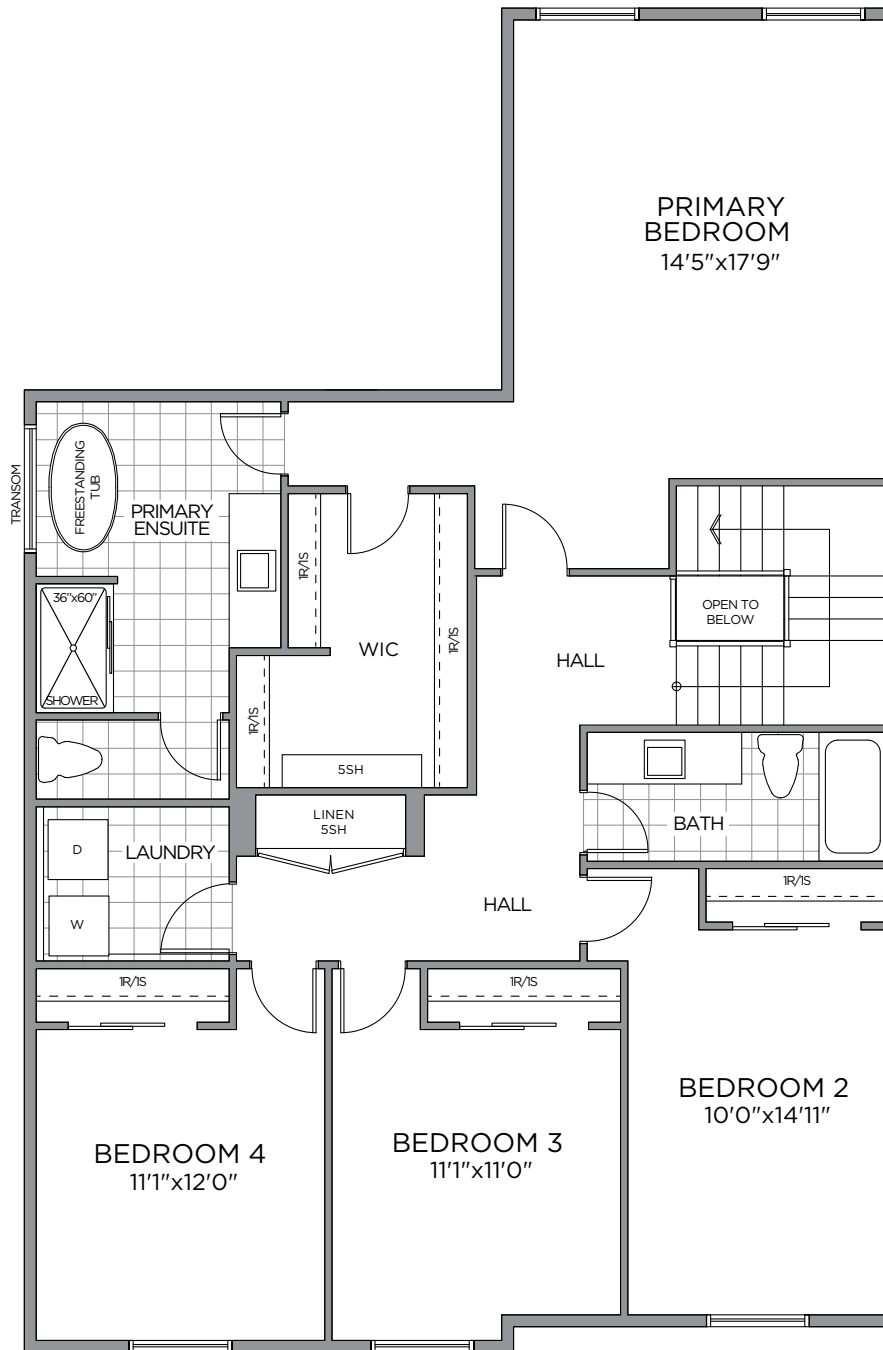 PRIMARY
BEDROOM
14'5"x17'9"
TRANSOM
FREESTANDING
TUB
PRIMARY
ENSUITE
1R/1S
36"x60"
SHOWER
WIC
1R/1S
1R/1S
5SH
OPEN TO
BELOW
HALL
LINEN
5SH
BATH
D
LAUNDRY
W
HALL
1R/1S
1R/1S
1R/1S
BEDROOM 2
10'0"x14'11"
BEDROOM 3
11'1"x11'0"
BEDROOM 4
11'1"x12'0"